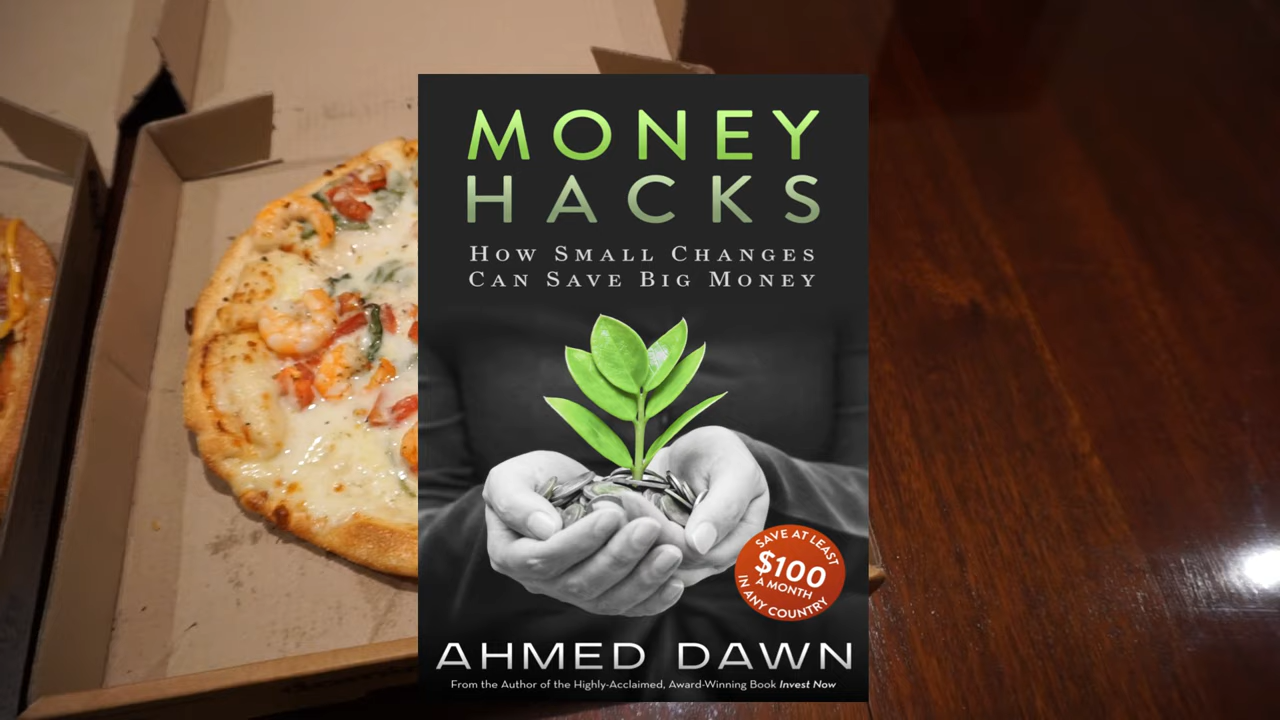 MONEY
HACKS
HOW SMALL CHANGES
CAN SAVE BIG MONEY
SAVE AT LEAST
$100
A MONTH
IN ANY COUNTRY
AHMED DAWN
From the Author of the Highly-Acclaimed, Award-Winning Book Invest Now